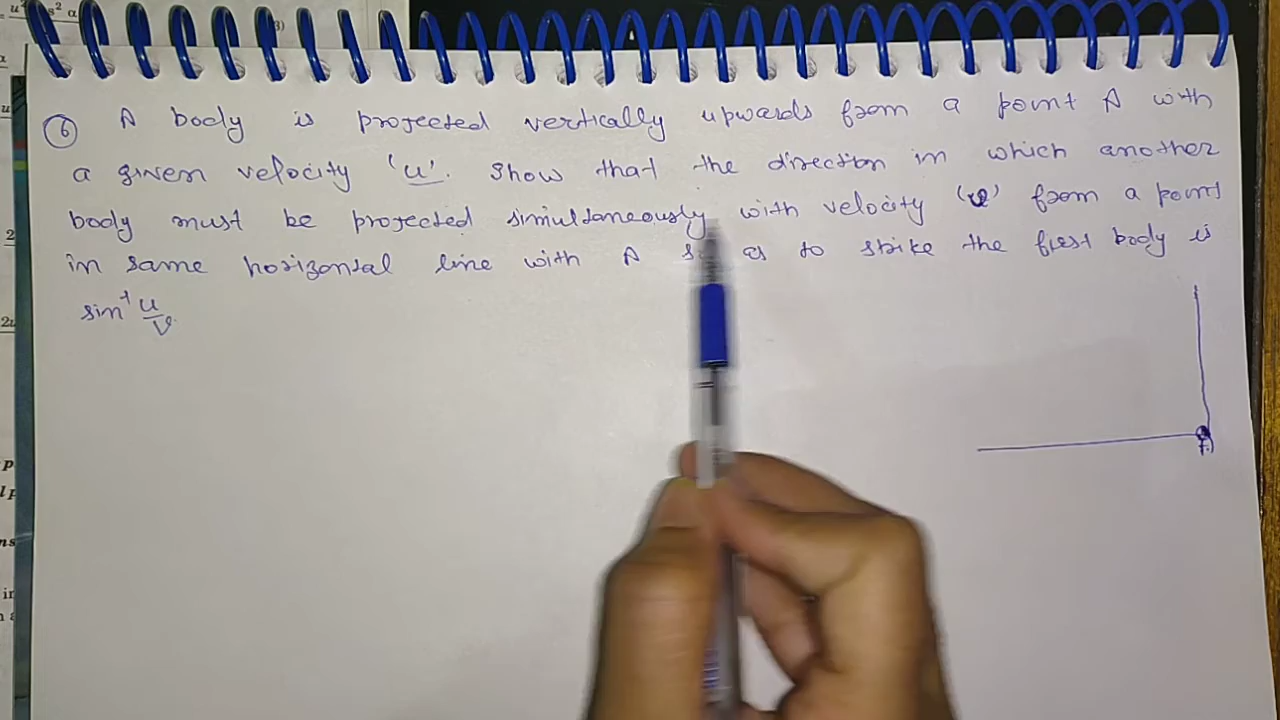 ⑥ A body is projected vertically upwards from a point A with
a given velocity 'u'. Show that the direction in which another
body must be projected simultaneously with velocity 'v' from a point
in same horizontal line with A as to strike the first body is
sin⁻¹ u/v.
A